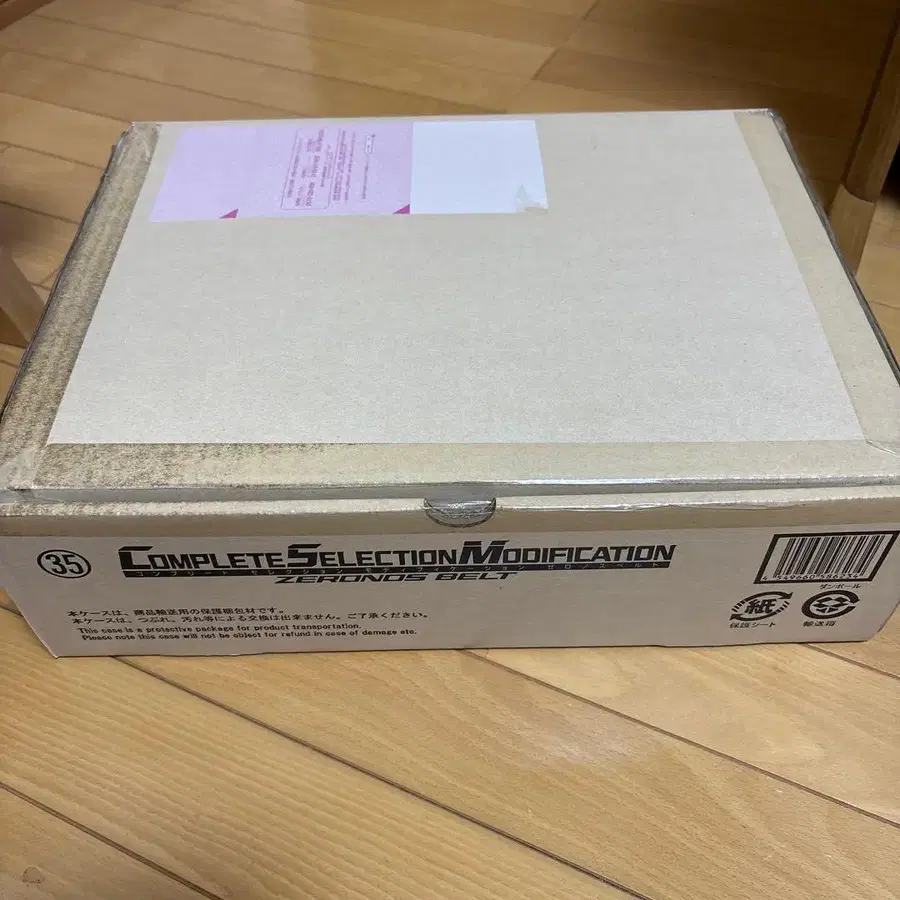 35
COMPLETE SELECTION MODIFICATION
コンプリート セレクション モディフィケーション ゼロノスベルト
ZERONOS BELT
本ケースは、商品輸送用の保護梱包材です。
本ケースは、つぶれ、汚れ等による交換は出来ません。ご了承ください。
This case is a protective package for product transportation.
Please note this case will not be object for refund in case of damage etc.
4 549660 586234
紙
保護シート
ダンボール
輸送箱